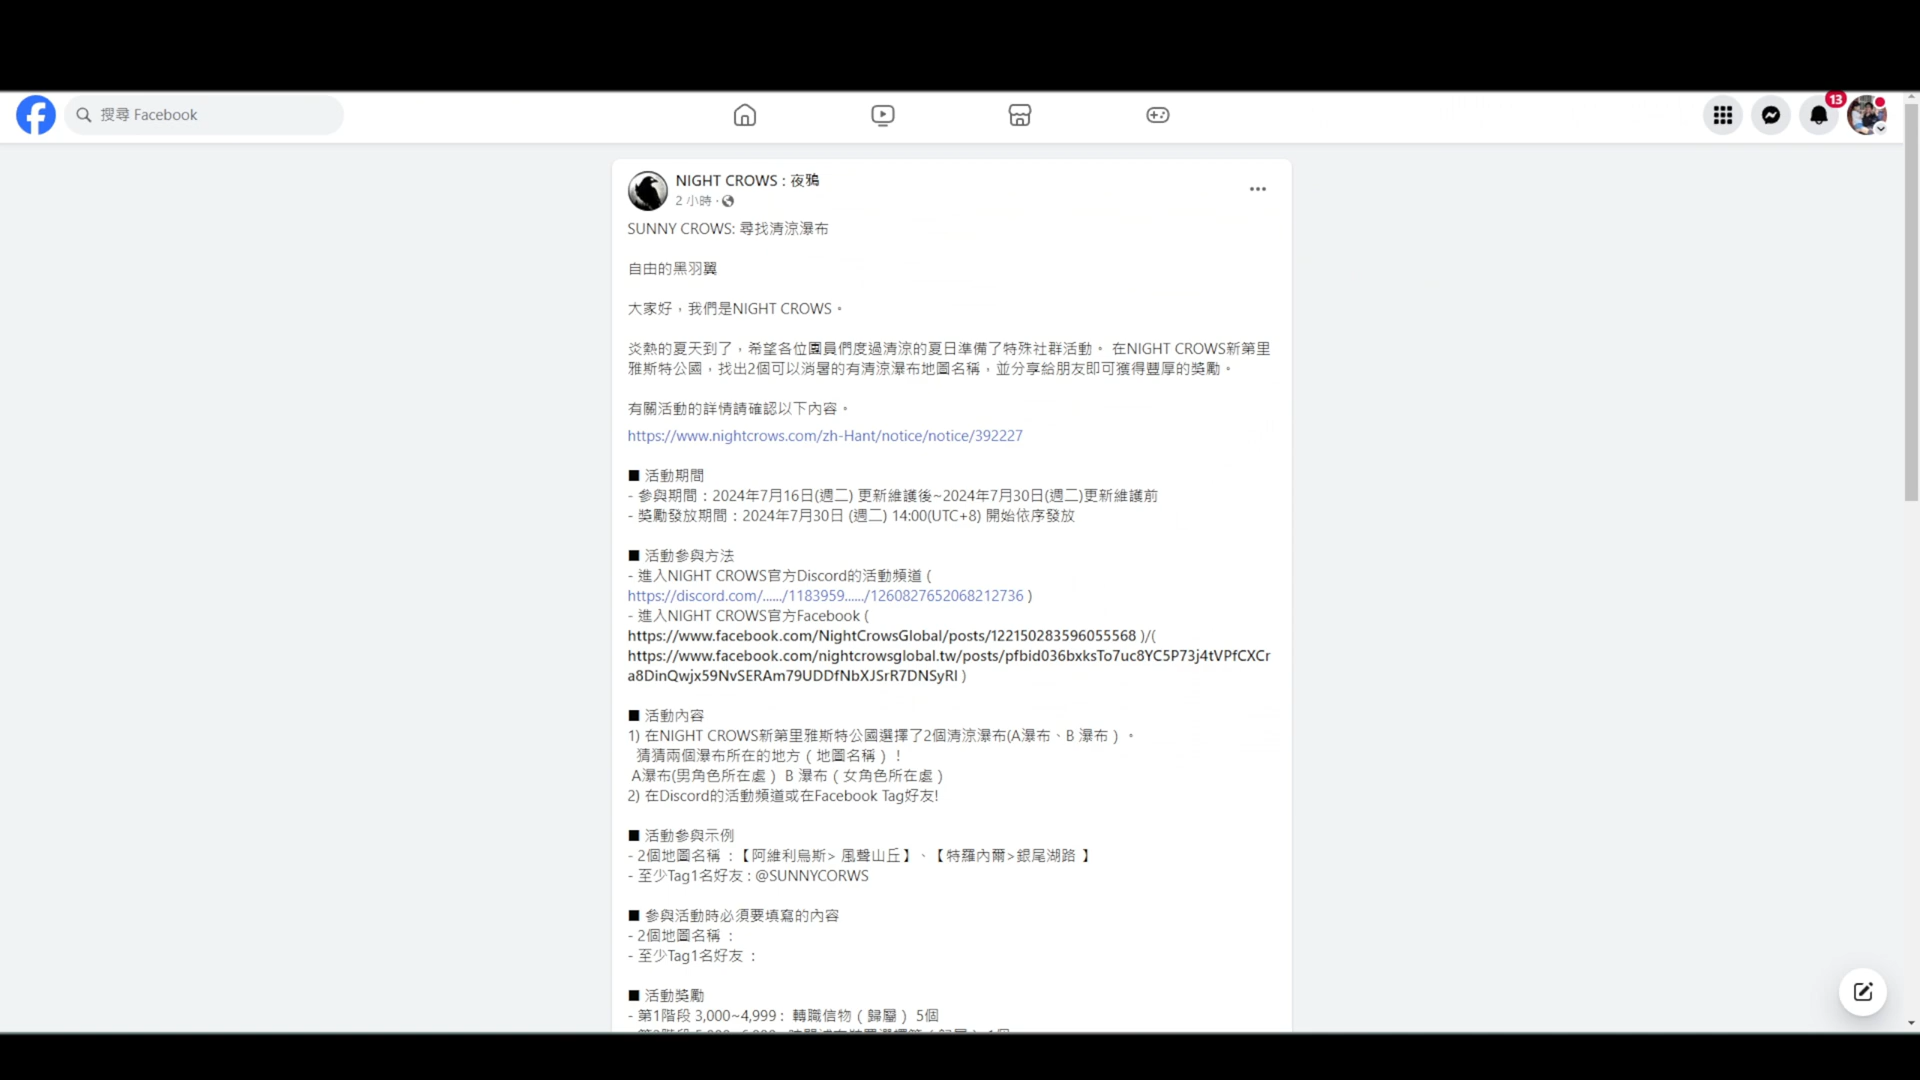 搜尋 Facebook
13
NIGHT CROWS : 夜鴉
2 小時 ·
SUNNY CROWS: 尋找清涼瀑布
自由的黑羽翼
大家好，我們是NIGHT CROWS。
炎熱的夏天到了，希望各位團員們度過清涼的夏日準備了特殊社群活動。 在NIGHT CROWS新第里
雅斯特公國，找出2個可以消暑的有清涼瀑布地圖名稱，並分享給朋友即可獲得豐厚的獎勵。
有關活動的詳情請確認以下內容。
https://www.nightcrows.com/zh-Hant/notice/notice/392227
■ 活動期間
- 參與期間：2024年7月16日(週二) 更新維護後~2024年7月30日(週二)更新維護前
- 獎勵發放期間：2024年7月30日 (週二) 14:00(UTC+8) 開始依序發放
■ 活動參與方法
- 進入NIGHT CROWS官方Discord的活動頻道 (
https://discord.com/....../1183959....../1260827652068212736 )
- 進入NIGHT CROWS官方Facebook (
https://www.facebook.com/NightCrowsGlobal/posts/122150283596055568 )/(
https://www.facebook.com/nightcrowsglobal.tw/posts/pfbid036bxksTo7uc8YC5P73j4tVPfCXCr
a8DinQwjx59NvSERAm79UDDfNbXJSrR7DNSyRl )
■ 活動內容
1) 在NIGHT CROWS新第里雅斯特公國選擇了2個清涼瀑布(A瀑布、B 瀑布 ) 。
猜猜兩個瀑布所在的地方 ( 地圖名稱 ) ！
A瀑布(男角色所在處 ) B 瀑布 ( 女角色所在處 )
2) 在Discord的活動頻道或在Facebook Tag好友!
■ 活動參與示例
- 2個地圖名稱 ：【阿維利烏斯> 風聲山丘】、【特羅內爾>銀尾湖路 】
- 至少Tag1名好友 : @SUNNYCORWS
■ 參與活動時必須要填寫的內容
- 2個地圖名稱 ：
- 至少Tag1名好友 ：
■ 活動獎勵
- 第1階段 3,000~4,999 : 轉職信物 ( 歸屬 ) 5個